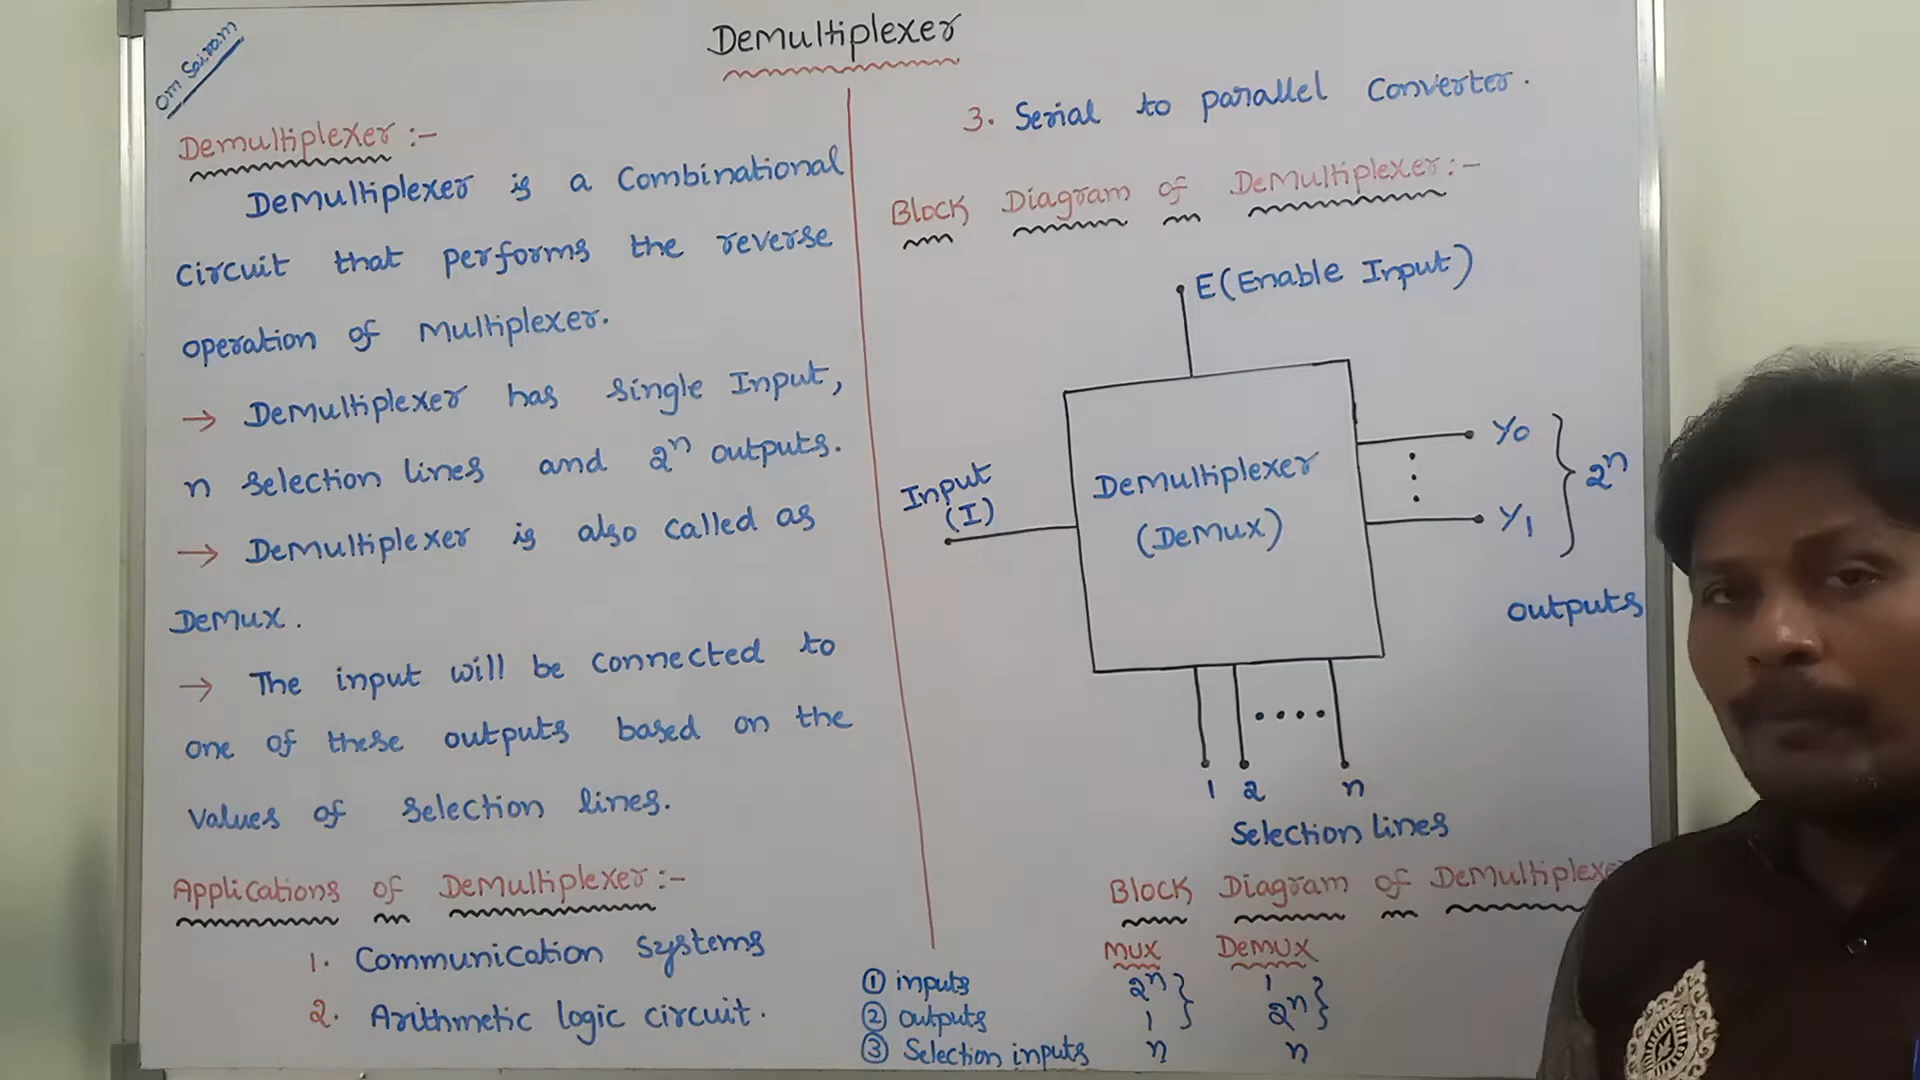 Om Sairam
Demultiplexer
Demultiplexer :-
Demultiplexer is a Combinational
Circuit that performs the reverse
operation of Multiplexer.
→ Demultiplexer has single Input,
n selection lines and 2ⁿ outputs.
→ Demultiplexer is also called as
Demux.
→ The input will be connected to
one of these outputs based on the
values of selection lines.
Applications of Demultiplexer :-
1. Communication systems
2. Arithmetic logic circuit.
3. Serial to parallel Converter.
Block Diagram of Demultiplexer :-
E (Enable Input)
Input
(I)
Demultiplexer
(Demux)
Y0
Y1
2ⁿ
outputs
1 2 n
Selection lines
Block Diagram of Demultiplexe
Mux Demux
① inputs 2ⁿ 1
② outputs 1 2ⁿ
③ Selection inputs n n